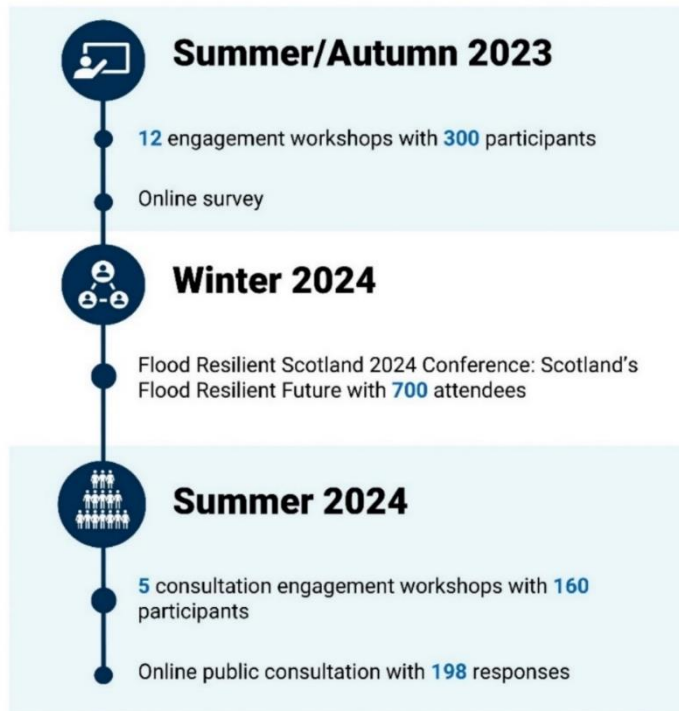 Summer/Autumn 2023
12 engagement workshops with 300 participants
Online survey
Winter 2024
Flood Resilient Scotland 2024 Conference: Scotland's
Flood Resilient Future with 700 attendees
Summer 2024
5 consultation engagement workshops with 160
participants
Online public consultation with 198 responses